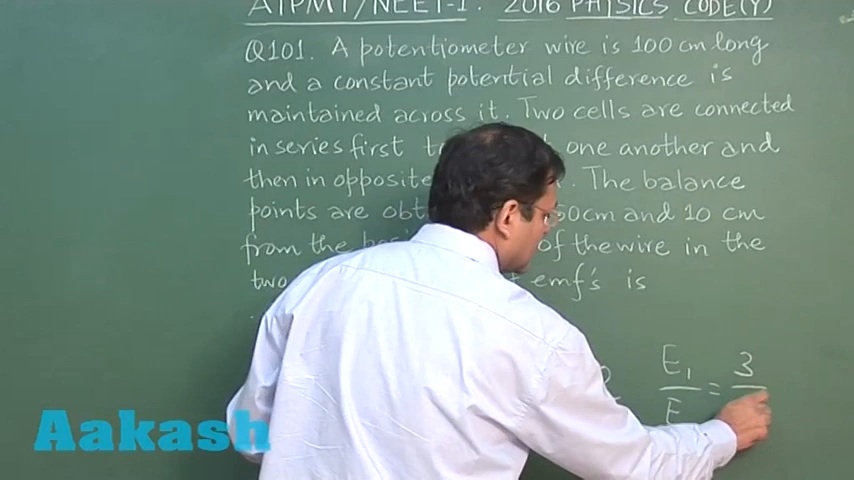 AIPMT/NEET-1. 2016 PHYSICS CODE(Y)
Q101. A potentiometer wire is 100 cm long
and a constant potential difference is
maintained across it. Two cells are connected
in series first to one another and
then in opposite . The balance
points are 50cm and 10 cm
from the of the wire in the
two emf's is
E1 = 3
E
Aakash